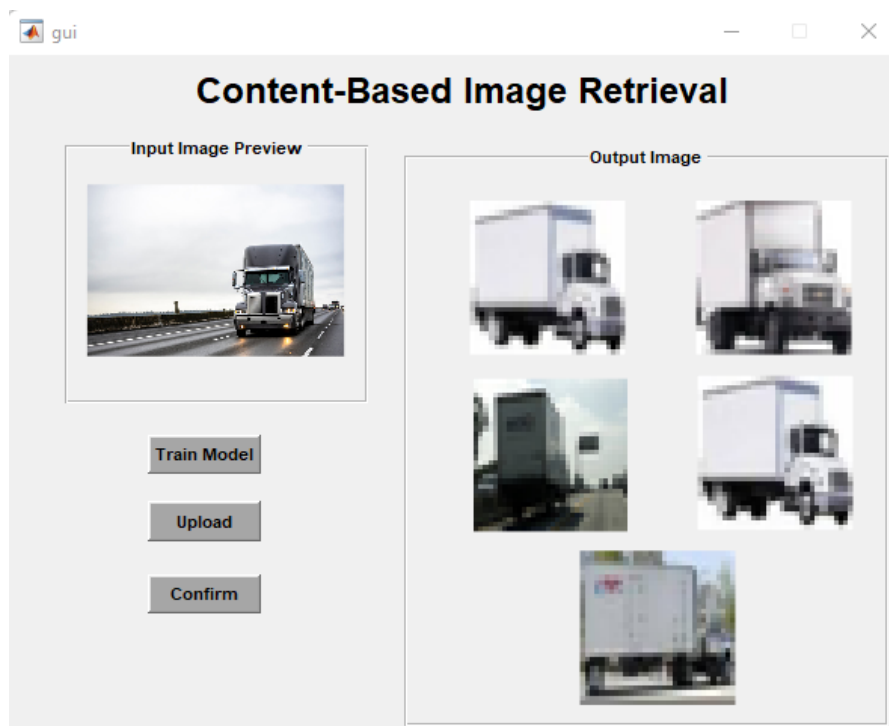 gui
Content-Based Image Retrieval
Input Image Preview
Output Image
Train Model
Upload
Confirm